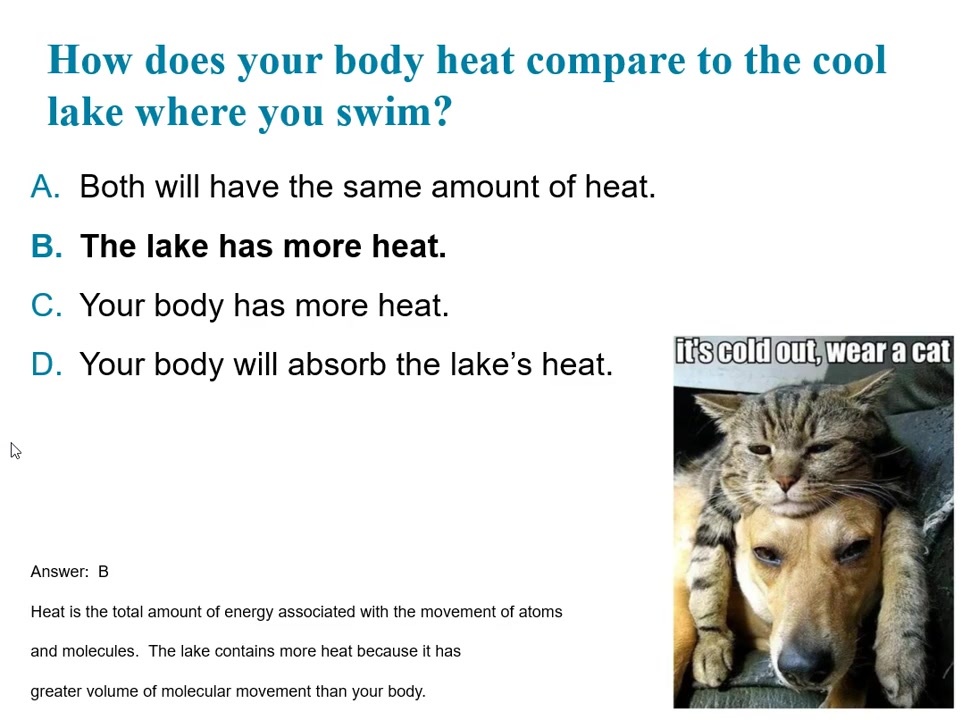 How does your body heat compare to the cool
lake where you swim?
A. Both will have the same amount of heat.
B. The lake has more heat.
C. Your body has more heat.
D. Your body will absorb the lake’s heat.
it's cold out, wear a cat
Answer: B
Heat is the total amount of energy associated with the movement of atoms
and molecules. The lake contains more heat because it has
greater volume of molecular movement than your body.